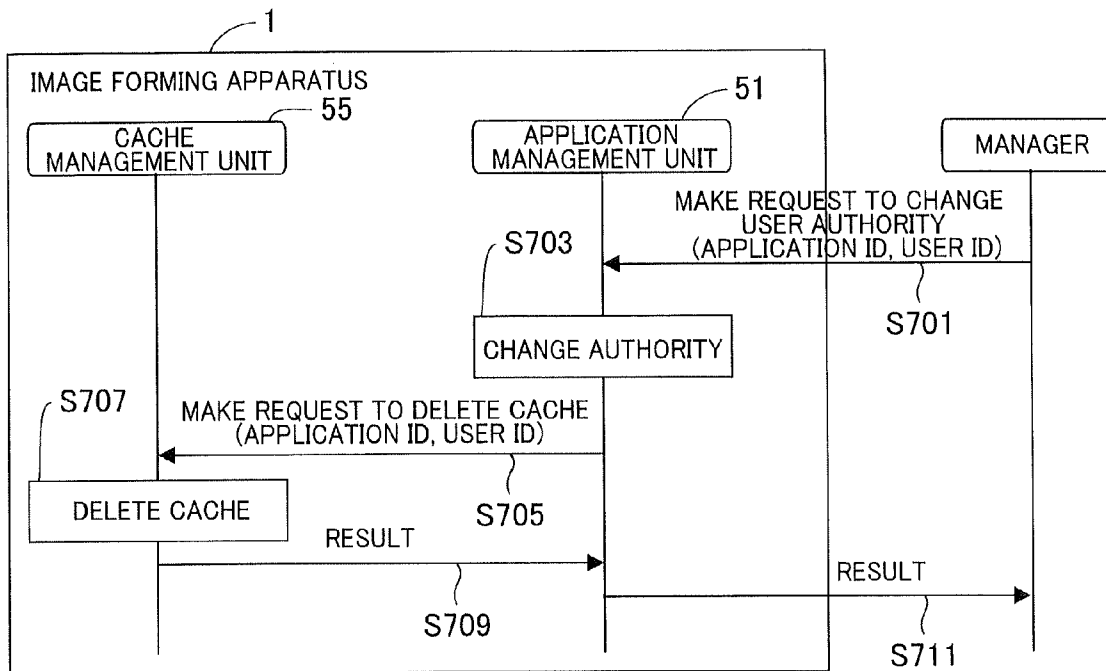 1
IMAGE FORMING APPARATUS
55
51
CACHE
MANAGEMENT UNIT
APPLICATION
MANAGEMENT UNIT
MANAGER
MAKE REQUEST TO CHANGE
USER AUTHORITY
(APPLICATION ID, USER ID)
S703
S701
CHANGE AUTHORITY
S707
MAKE REQUEST TO DELETE CACHE
(APPLICATION ID, USER ID)
DELETE CACHE
S705
RESULT
RESULT
S709
S711